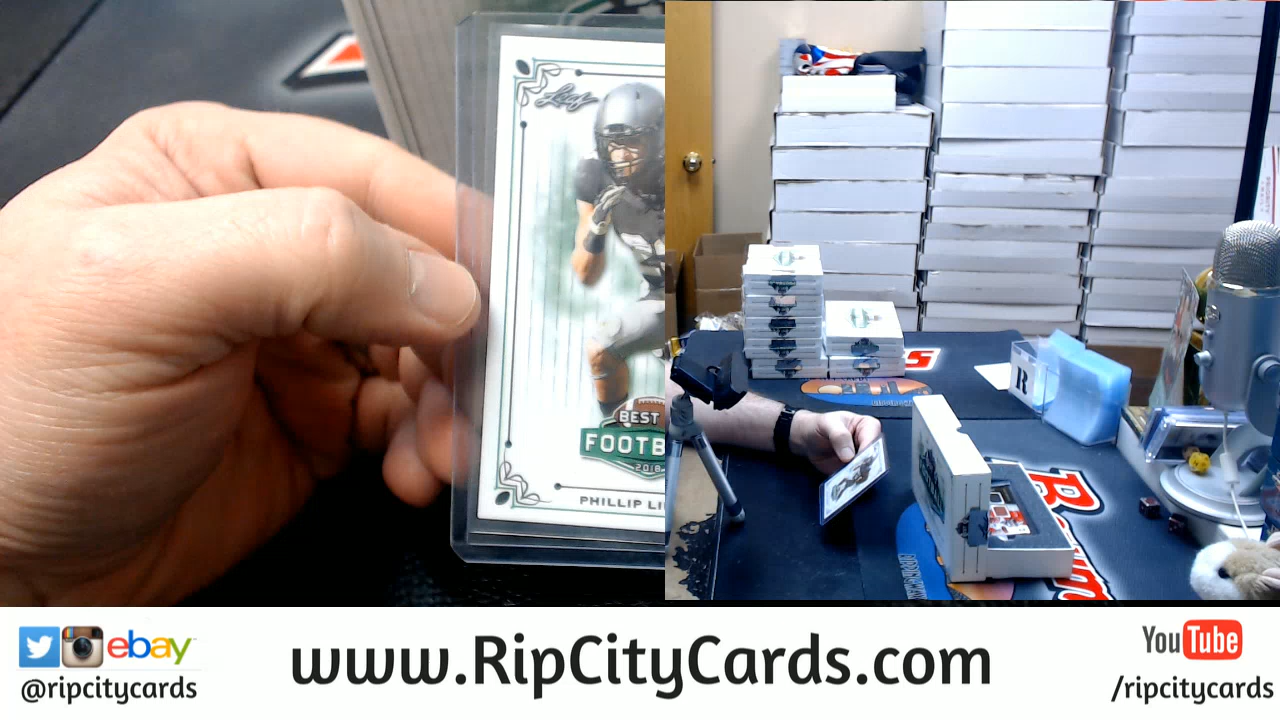 Leaf
BEST
FOOTB
2018
PHILLIP LI
R
ebay
@ripcitycards
www.RipCityCards.com
YouTube
/ripcitycards